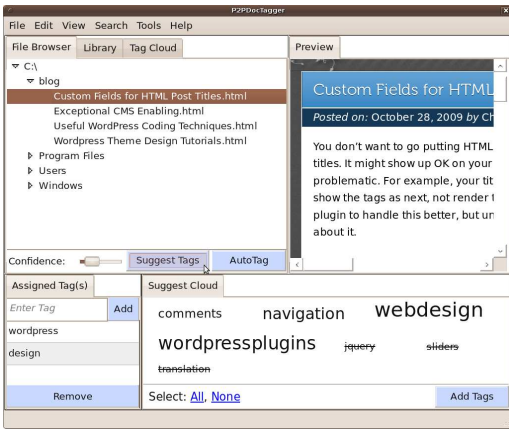 P2PDocTagger
File Edit View Search Tools Help
File Browser Library Tag Cloud
C:\
blog
Custom Fields for HTML Post Titles.html
Exceptional CMS Enabling.html
Useful WordPress Coding Techniques.html
Wordpress Theme Design Tutorials.html
Program Files
Users
Windows
Confidence: Suggest Tags AutoTag
Preview
Custom Fields for HTML
Posted on: October 28, 2009 by Ch
You don't want to go putting HTML
titles. It might show up OK on your
problematic. For example, your tit
show the tags as next, not render t
plugin to handle this better, but un
about it.
Assigned Tag(s)
Enter Tag Add
wordpress
design
Remove
Suggest Cloud
comments navigation webdesign
wordpressplugins jquery sliders
translation
Select: All, None Add Tags